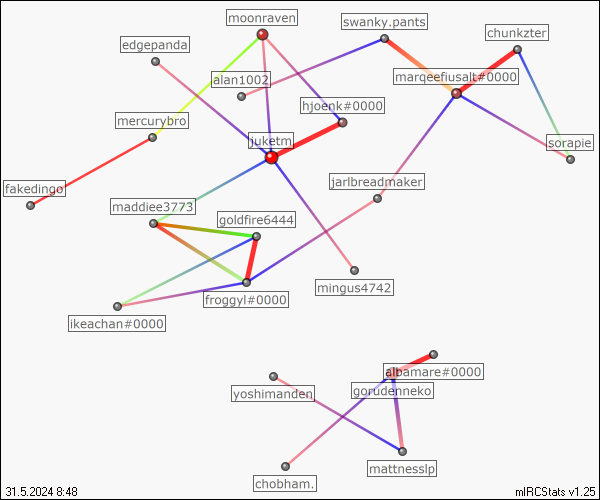 moonraven
swanky.pants
chunkzter
edgepanda
alan1002
marqeefiusalt#0000
hjoenk#0000
mercurybro
juketm
sorapie
fakedingo
jarlbreadmaker
maddiee3773
goldfire6444
mingus4742
froggyl#0000
ikeachan#0000
albamare#0000
yoshimanden
gorudenneko
mattnesslp
chobham.
31.5.2024 8:48
mIRCStats v1.25